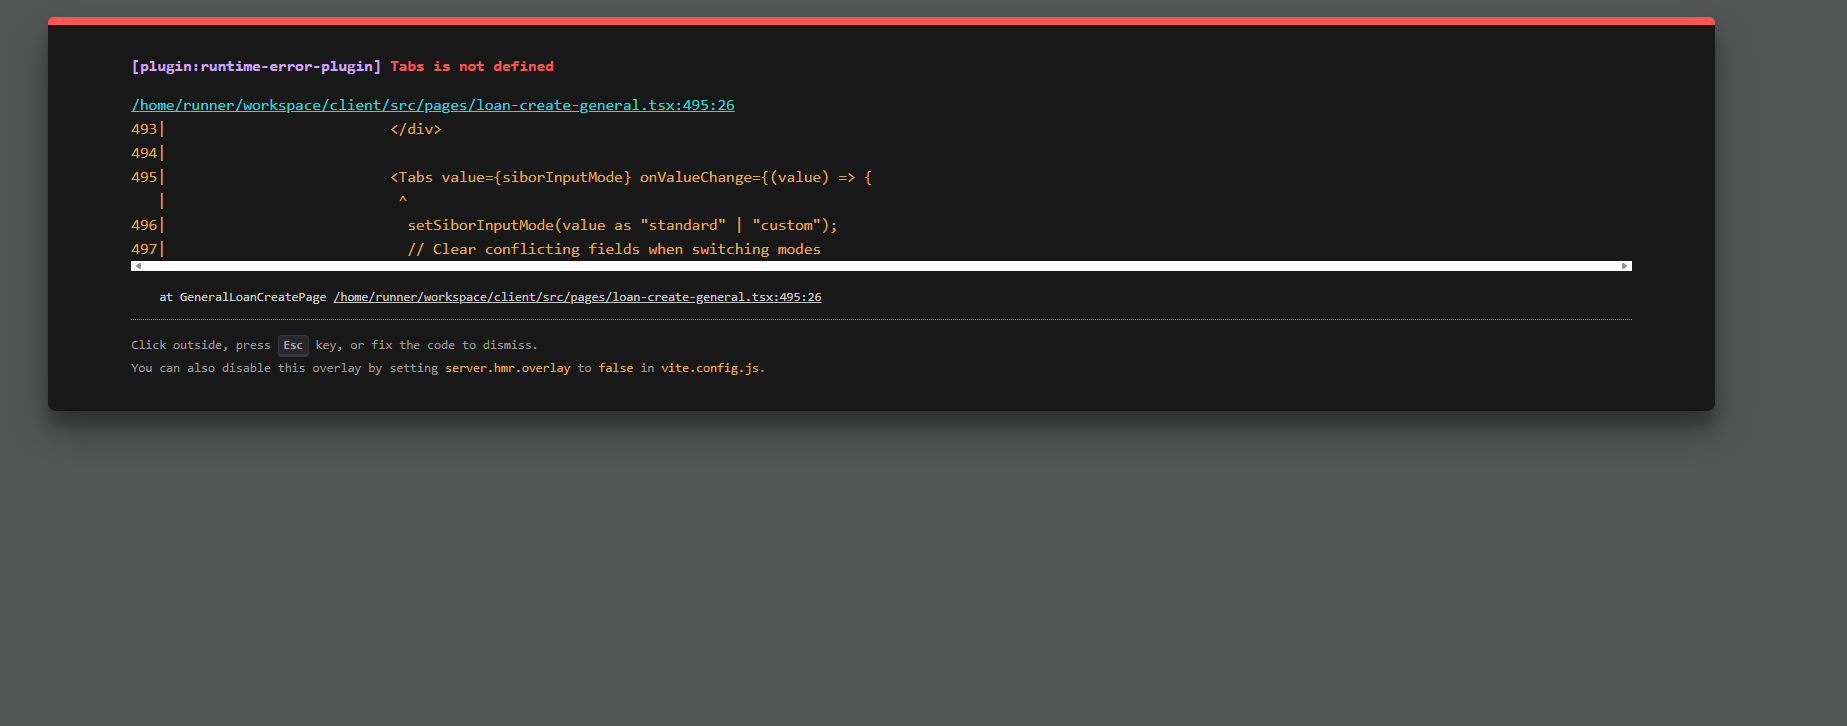 [plugin:runtime-error-plugin] Tabs is not defined
/home/runner/workspace/client/src/pages/loan-create-general.tsx:495:26
493|                          </div>
494|
495|                          <Tabs value={siborInputMode} onValueChange={(value) => {
   |                           ^
496|                            setSiborInputMode(value as "standard" | "custom");
497|                            // Clear conflicting fields when switching modes
at GeneralLoanCreatePage /home/runner/workspace/client/src/pages/loan-create-general.tsx:495:26
Click outside, press Esc key, or fix the code to dismiss.
You can also disable this overlay by setting server.hmr.overlay to false in vite.config.js.